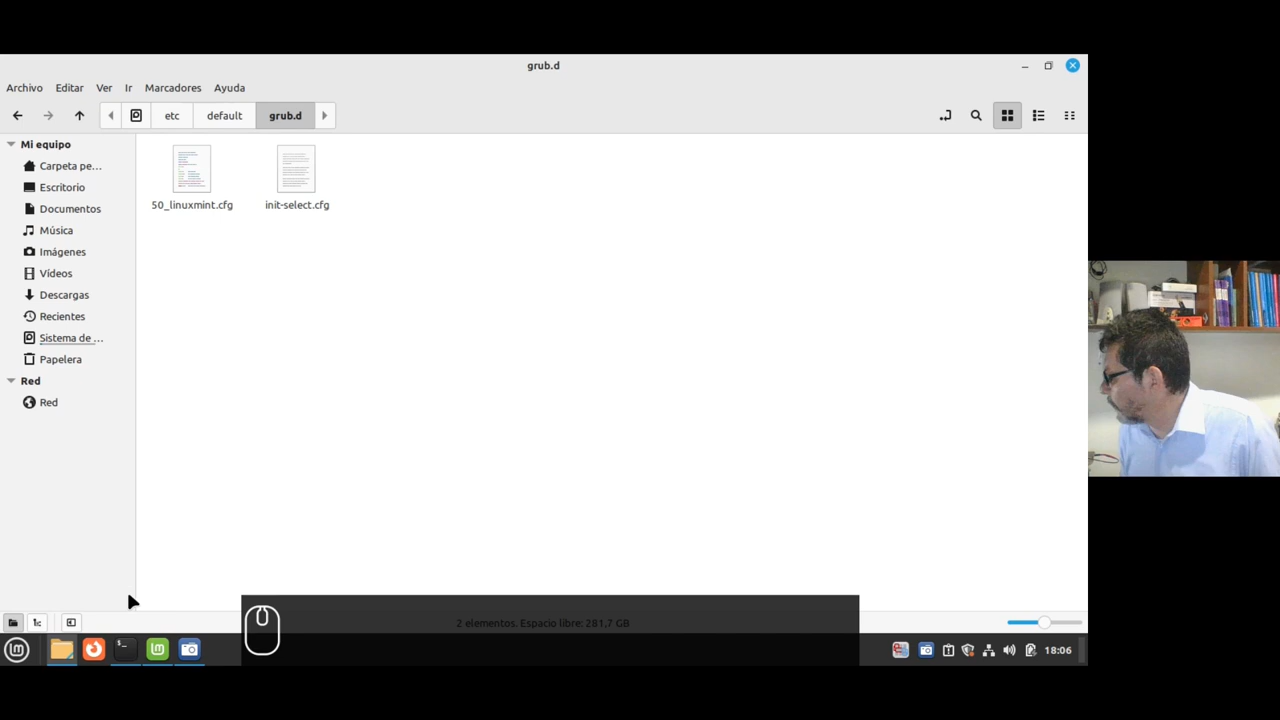 grub.d
Archivo Editar Ver Ir Marcadores Ayuda
etc default grub.d
Mi equipo
Carpeta pe...
Escritorio
Documentos
Música
Imágenes
Vídeos
Descargas
Recientes
Sistema de ...
Papelera
Red
Red
50_linuxmint.cfg
init-select.cfg
2 elementos. Espacio libre: 281,7 GB
18:06